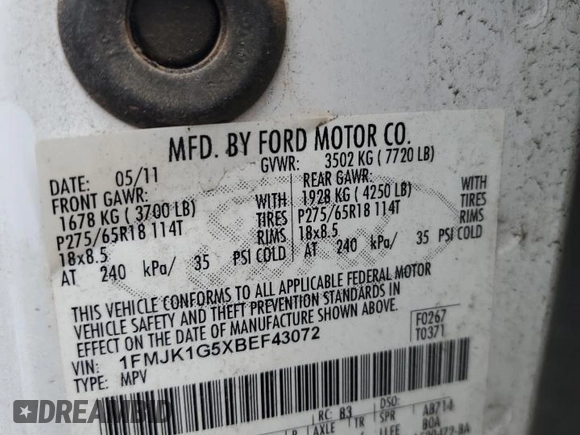 MFD. BY FORD MOTOR CO.
DATE: 05/11 GVWR: 3502 KG ( 7720 LB)
FRONT GAWR: REAR GAWR:
1678 KG ( 3700 LB) WITH 1928 KG ( 4250 LB) WITH
P275/65R18 114T TIRES P275/65R18 114T TIRES
18x8.5 RIMS 18x8.5 RIMS
AT 240 kPa/ 35 PSI COLD AT 240 kPa/ 35 PSI COLD
THIS VEHICLE CONFORMS TO ALL APPLICABLE FEDERAL MOTOR
VEHICLE SAFETY AND THEFT PREVENTION STANDARDS IN
EFFECT ON THE DATE OF MANUFACTURE SHOWN ABOVE.
VIN: 1FMJK1G5XBEF43072
TYPE: MPV
F0267
T0371
RC: 83 DSO:
AXLE TR SPR AB714
BOA
DREAMBID